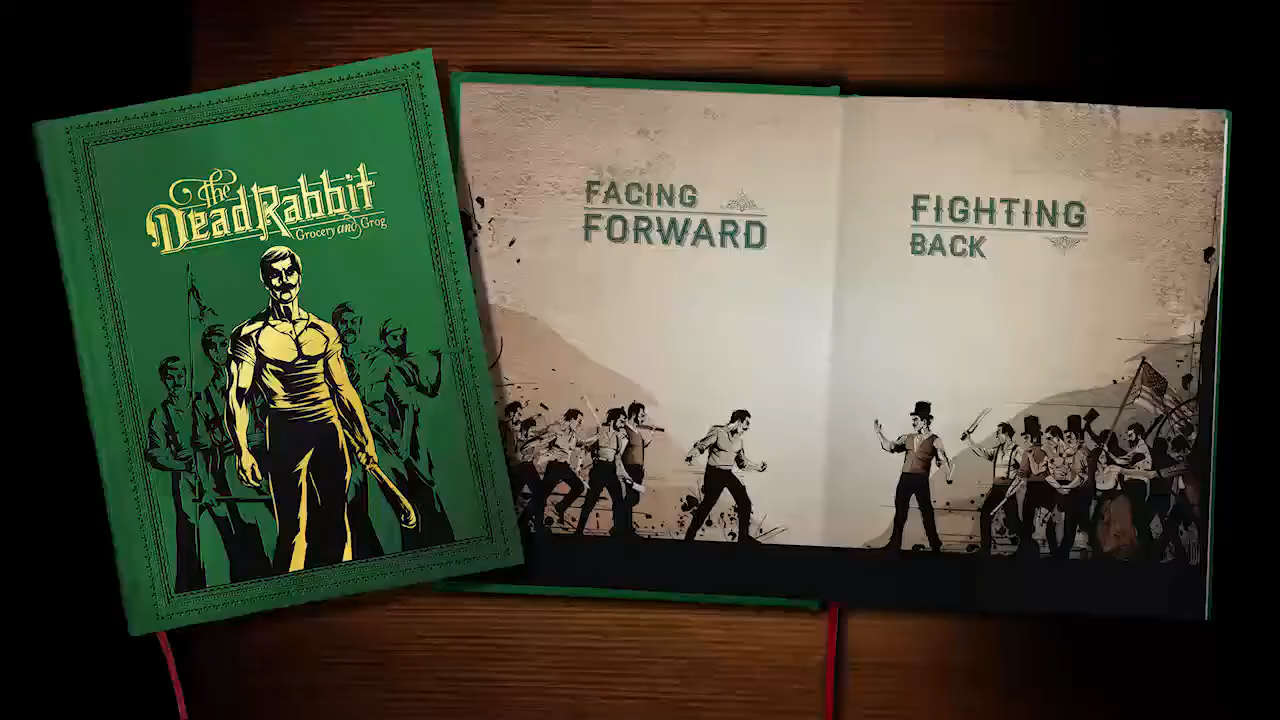 The
Dead Rabbit
Grocery and Grog
FACING
FORWARD
FIGHTING
BACK